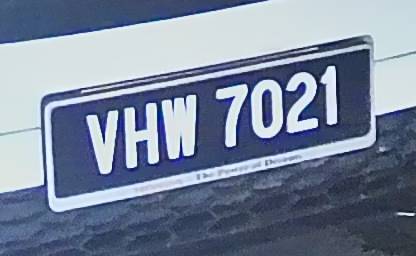 VHW 7021
The Power of Dreams